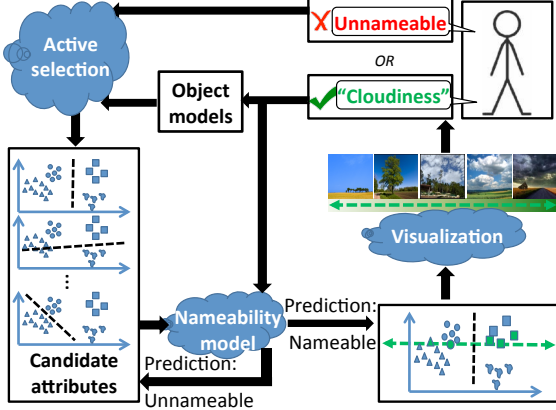 Unnameable
OR
"Cloudiness"
Active
selection
Object
models
Visualization
Nameability
model
Prediction:
Nameable
Prediction:
Unnameable
Candidate
attributes